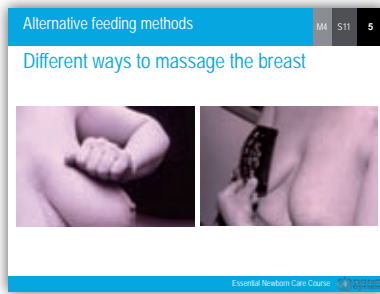 Alternative feeding methods
M4 S11 5
Different ways to massage the breast
Essential Newborn Care Course